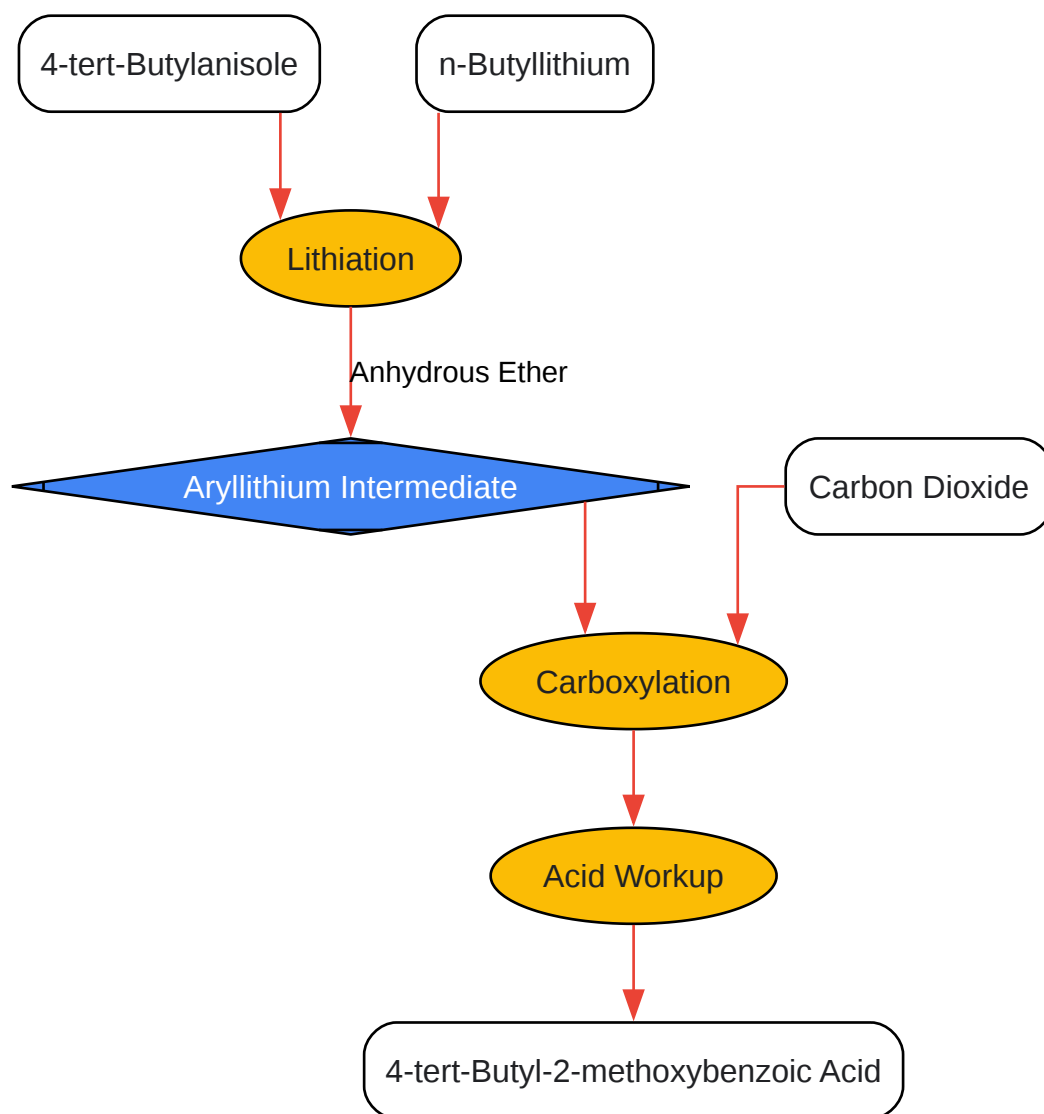 4-tert-Butylanisole
n-Butyllithium
Lithiation
Anhydrous Ether
Aryllithium Intermediate
Carbon Dioxide
Carboxylation
Acid Workup
4-tert-Butyl-2-methoxybenzoic Acid